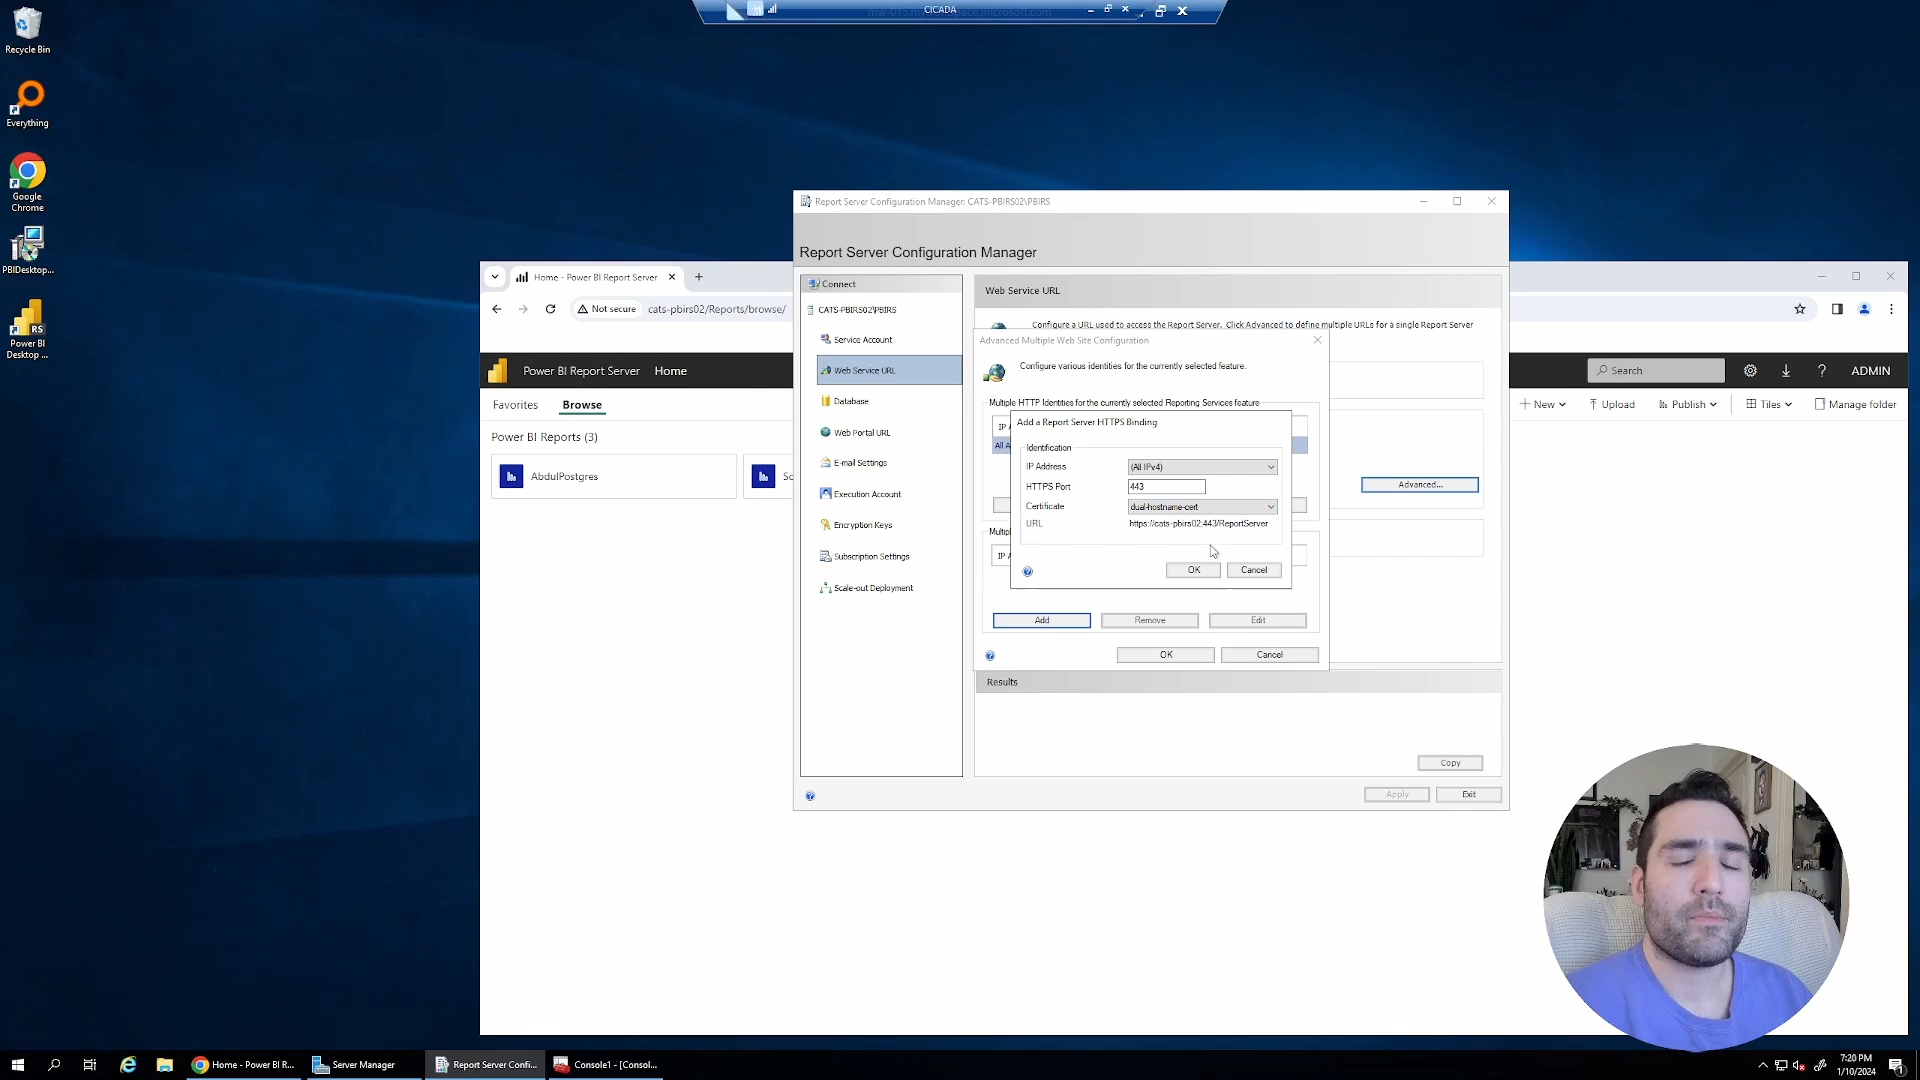 CICADA
Recycle Bin
Everything
Google
Chrome
PBIDesktop...
RS
Power BI
Desktop ...
Report Server Configuration Manager: CATS-PBIRS02\PBIRS
Report Server Configuration Manager
Home - Power BI Report Server
Not secure
cats-pbirs02/Reports/browse/
Power BI Report Server
Home
Search
ADMIN
Favorites
Browse
New
Upload
Publish
Tiles
Manage folder
Power BI Reports (3)
AbdulPostgres
So
Connect
CATS-PBIRS02\PBIRS
Service Account
Web Service URL
Database
Web Portal URL
E-mail Settings
Execution Account
Encryption Keys
Subscription Settings
Scale-out Deployment
Web Service URL
Configure a URL used to access the Report Server. Click Advanced to define multiple URLs for a single Report Server
Advanced Multiple Web Site Configuration
Configure various identities for the currently selected feature.
Multiple HTTP Identities for the currently selected Reporting Services feature
IP A
All A
Add a Report Server HTTPS Binding
Identification
IP Address
(All IPv4)
HTTPS Port
443
Certificate
dual-hostname-cert
URL
https://cats-pbirs02:443/ReportServer
OK
Cancel
Advanced...
Multipl
IP A
Add
Remove
Edit
OK
Cancel
Results
Copy
Apply
Exit
Home - Power BI R...
Server Manager
Report Server Confi...
Console1 - [Consol...
7:20 PM
1/10/2024
1